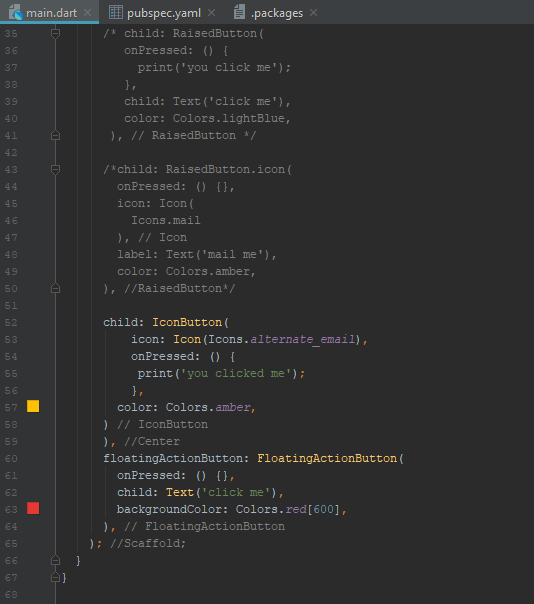 main.dart × pubspec.yaml × .packages ×
35 /* child: RaisedButton(
36 onPressed: () {
37 print('you click me');
38 },
39 child: Text('click me'),
40 color: Colors.lightBlue,
41 ), // RaisedButton */
42
43 /*child: RaisedButton.icon(
44 onPressed: () {},
45 icon: Icon(
46 Icons.mail
47 ), // Icon
48 label: Text('mail me'),
49 color: Colors.amber,
50 ), //RaisedButton*/
51
52 child: IconButton(
53 icon: Icon(Icons.alternate_email),
54 onPressed: () {
55 print('you clicked me');
56 },
57 color: Colors.amber,
58 ) // IconButton
59 ), //Center
60 floatingActionButton: FloatingActionButton(
61 onPressed: () {},
62 child: Text('click me'),
63 backgroundColor: Colors.red[600],
64 ), // FloatingActionButton
65 ); //Scaffold;
66 }
67 }
68